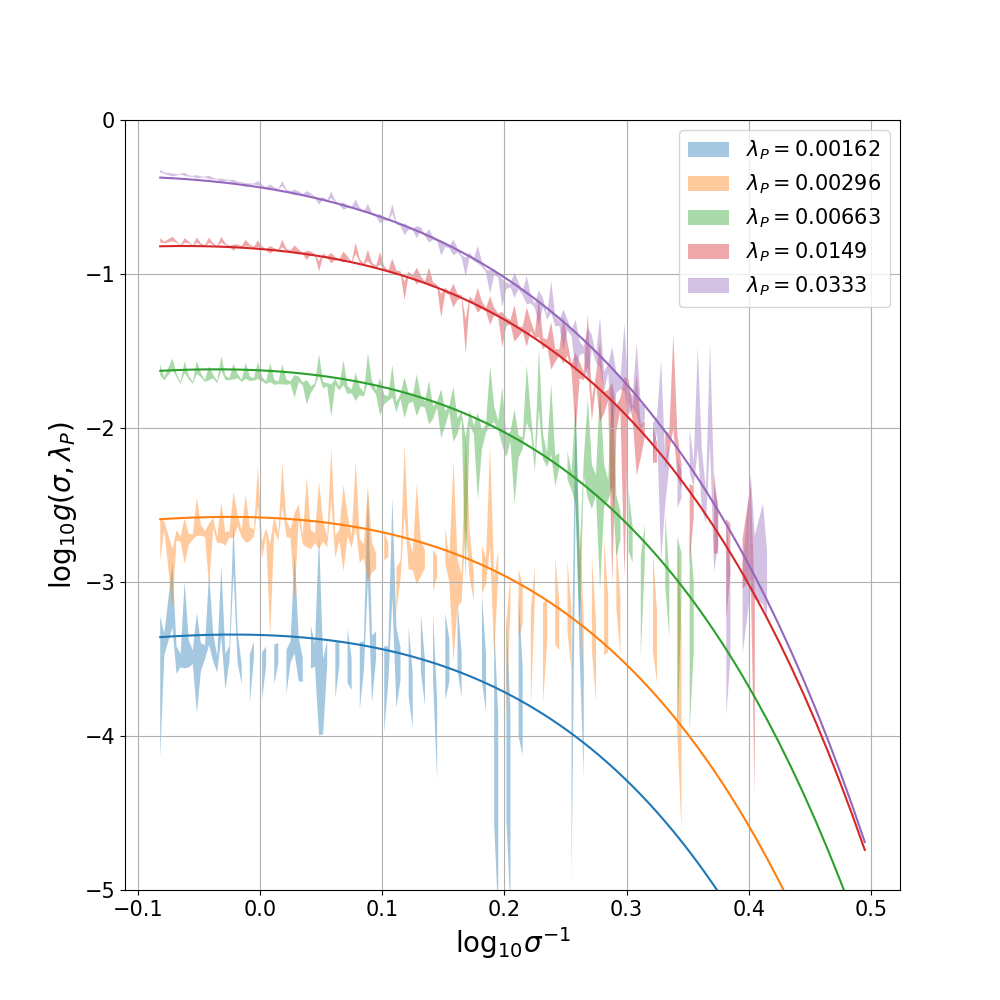 0
−1
−2
−3
−4
−5
log₁₀g(σ, λ_P)
λ_P = 0.00162
λ_P = 0.00296
λ_P = 0.00663
λ_P = 0.0149
λ_P = 0.0333
−0.1 0.0 0.1 0.2 0.3 0.4 0.5
log₁₀σ⁻¹